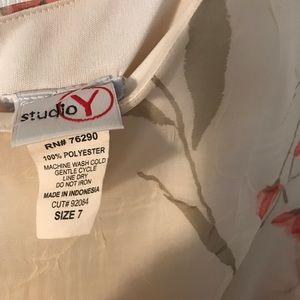 studio Y
RN# 76290
100% POLYESTER
MACHINE WASH COLD
GENTLE CYCLE
LINE DRY
DO NOT IRON
MADE IN INDONESIA
CUT# 92084
SIZE 7